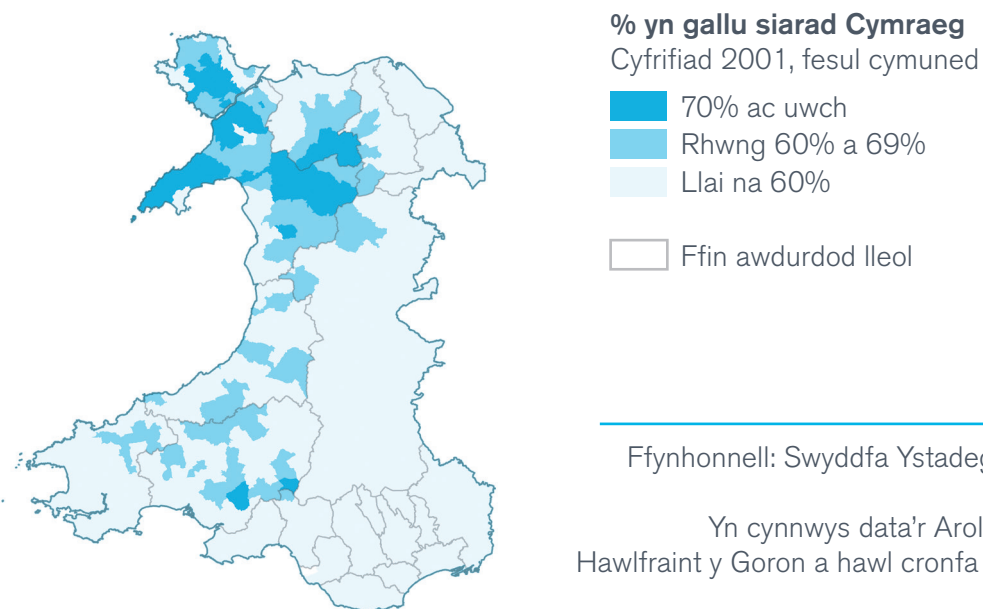 % yn gallu siarad Cymraeg
Cyfrifiad 2001, fesul cymuned
70% ac uwch
Rhwng 60% a 69%
Llai na 60%
Ffin awdurdod lleol
Ffynhonnell: Swyddfa Ystadeg
Yn cynnwys data'r Arol
Hawlfraint y Goron a hawl cronfa